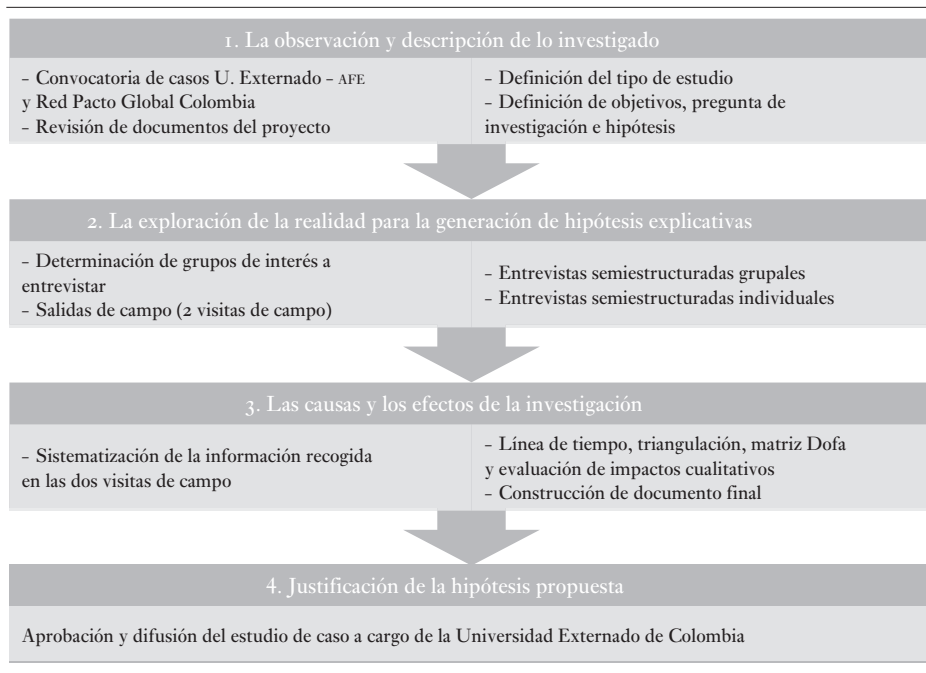 1. La observación y descripción de lo investigado
– Convocatoria de casos U. Externado – AFE
y Red Pacto Global Colombia
– Revisión de documentos del proyecto
– Definición del tipo de estudio
– Definición de objetivos, pregunta de
investigación e hipótesis
2. La exploración de la realidad para la generación de hipótesis explicativas
– Determinación de grupos de interés a
entrevistar
– Salidas de campo (2 visitas de campo)
– Entrevistas semiestructuradas grupales
– Entrevistas semiestructuradas individuales
3. Las causas y los efectos de la investigación
– Sistematización de la información recogida
en las dos visitas de campo
– Línea de tiempo, triangulación, matriz Dofa
y evaluación de impactos cualitativos
– Construcción de documento final
4. Justificación de la hipótesis propuesta
Aprobación y difusión del estudio de caso a cargo de la Universidad Externado de Colombia